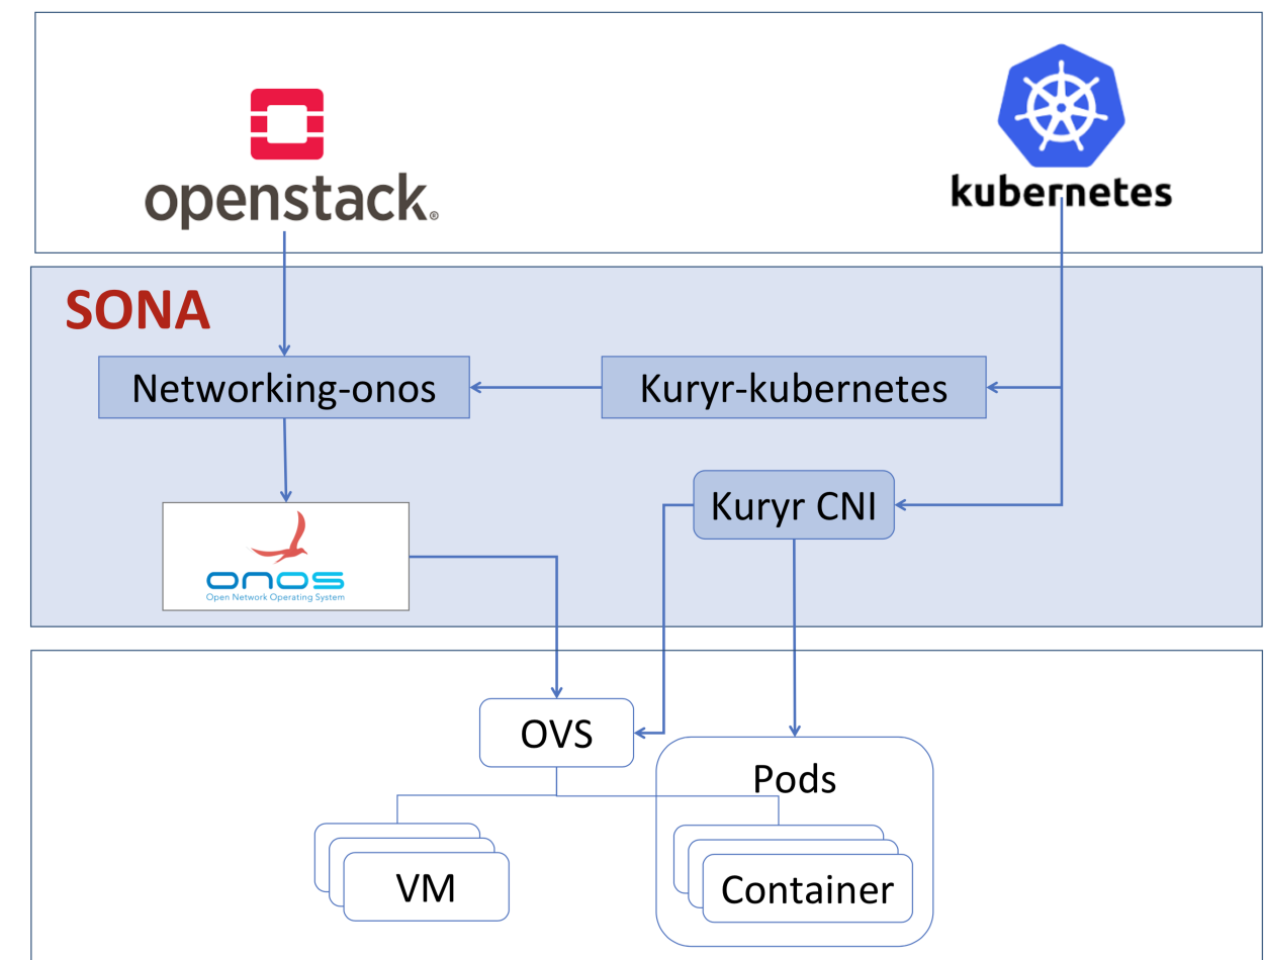 openstack®
kubernetes
SONA
Networking-onos
Kuryr-kubernetes
Kuryr CNI
onos
Open Network Operating System
OVS
Pods
VM
Container